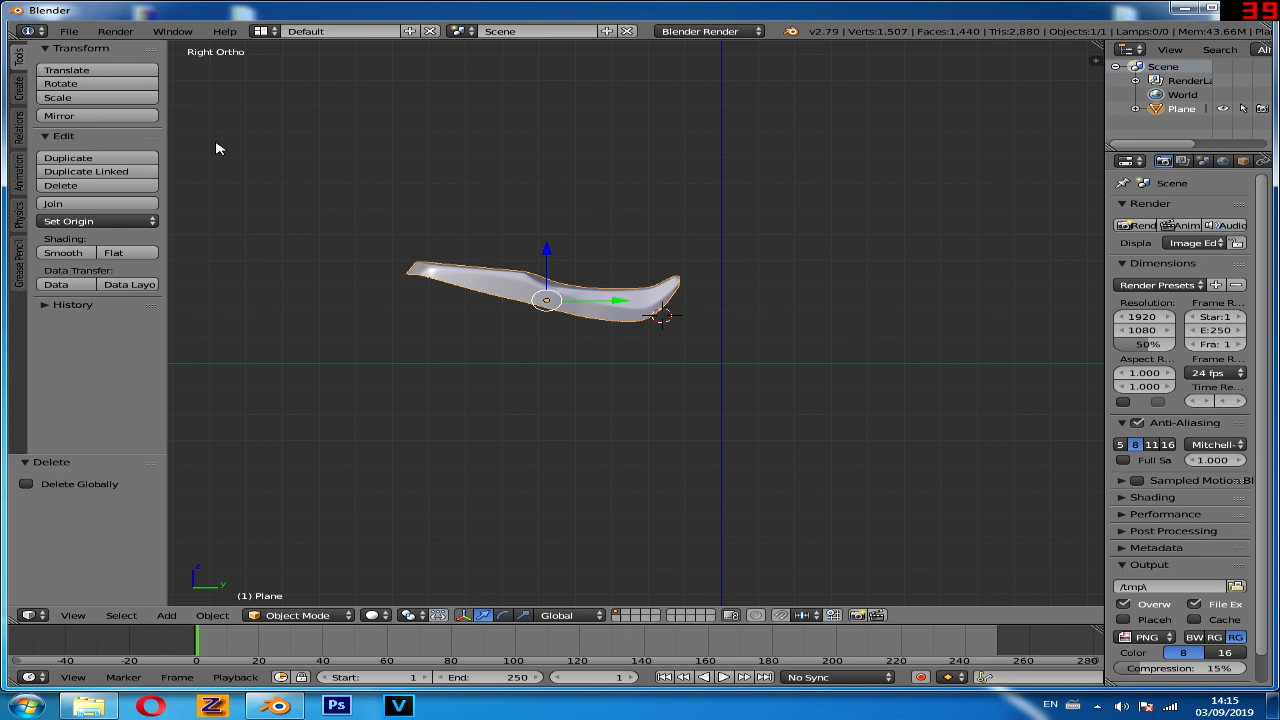 Blender
39
File Render Window Help Default Scene Blender Render v2.79 | Verts:1,507 | Faces:1,440 | Tris:2,880 | Objects:1/1 | Lamps:0/0 | Mem:43.66M | Pla
Tools
Create
Relations
Animation
Physics
Grease Pencil
Transform
Translate
Rotate
Scale
Mirror
Edit
Duplicate
Duplicate Linked
Delete
Join
Set Origin
Shading:
Smooth Flat
Data Transfer:
Data Data Layo
History
Delete
Delete Globally
Right Ortho
z
y
(1) Plane
View Select Add Object Object Mode Global
-40 -20 0 20 40 60 80 100 120 140 160 180 200 220 240 260 280
View Marker Frame Playback Start: 1 End: 250 1 No Sync
View Search All
Scene
RenderLa
World
Plane
Scene
Render
Rend Anim Audio
Displa Image Ed
Dimensions
Render Presets
Resolution: Frame R
1920 Star:1
1080 E:250
50% Fra: 1
Aspect R... Frame R...
1.000 24 fps
1.000 Time Re...
Anti-Aliasing
5 8 11 16 Mitchell-
Full Sa 1.000
Sampled Motion Bl
Shading
Performance
Post Processing
Metadata
Output
/tmp\
Overw File Ex
Placeh Cache
PNG BW RG RG
Color 8 16
Compression: 15%
Z Ps V EN 14:15
03/09/2019